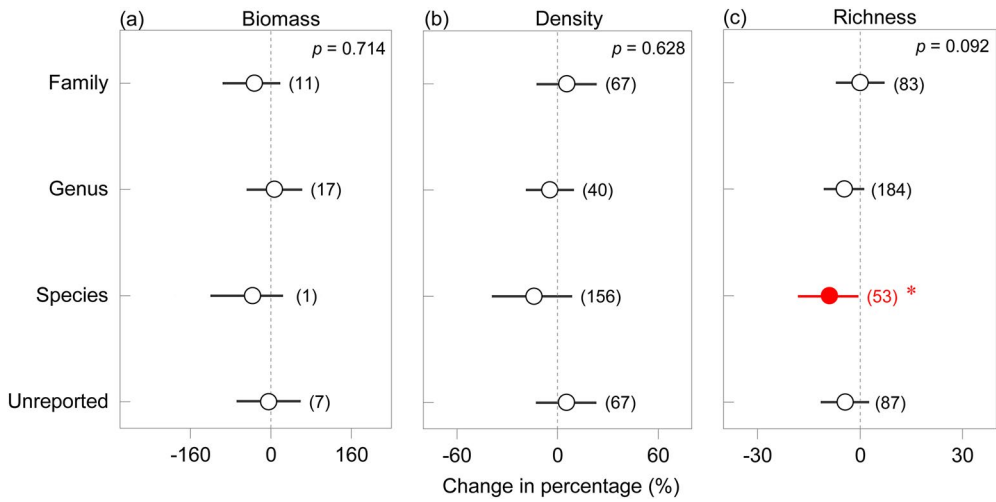 (a) Biomass
(b) Density
(c) Richness
p = 0.714
p = 0.628
p = 0.092
Family (11) (67) (83)
Genus (17) (40) (184)
Species (1) (156) (53) *
Unreported (7) (67) (87)
-160 0 160
-60 0 60
-30 0 30
Change in percentage (%)